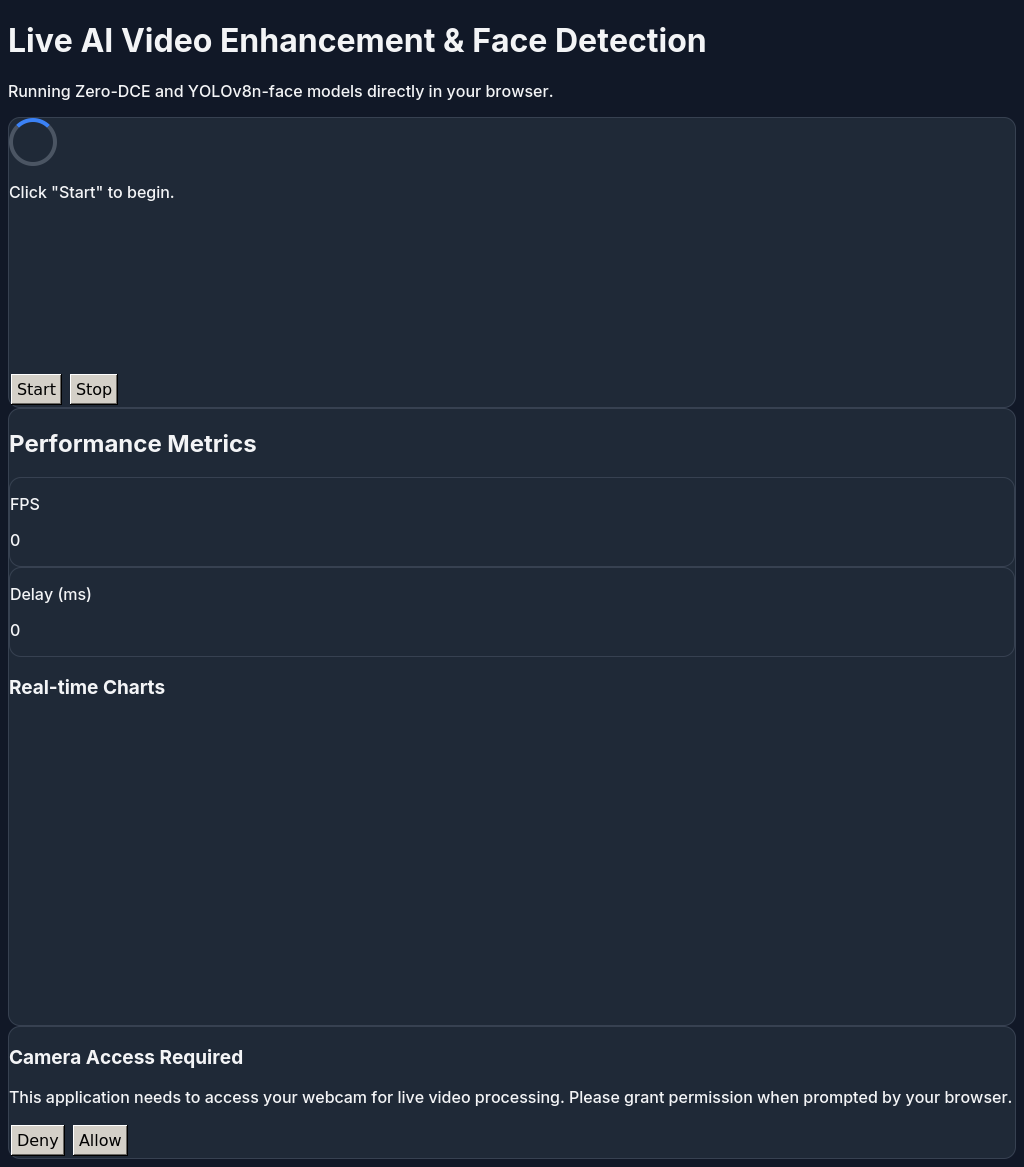 Live AI Video Enhancement & Face Detection
Running Zero-DCE and YOLOv8n-face models directly in your browser.
Click "Start" to begin.
Start Stop
Performance Metrics
FPS
0
Delay (ms)
0
Real-time Charts
Camera Access Required
This application needs to access your webcam for live video processing. Please grant permission when prompted by your browser.
Deny Allow